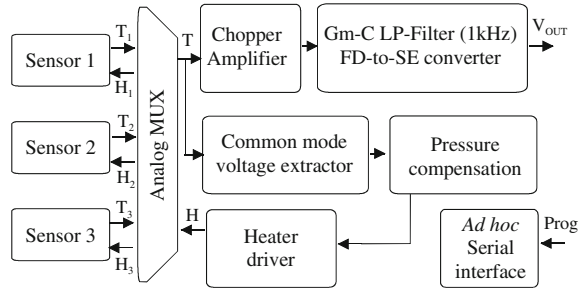 Sensor 1
T1
H1
Sensor 2
T2
H2
Sensor 3
T3
H3
Analog MUX
T
H
Chopper
Amplifier
Gm-C LP-Filter (1kHz)
FD-to-SE converter
VOUT
Common mode
voltage extractor
Pressure
compensation
Heater
driver
Ad hoc
Serial
interface
Prog